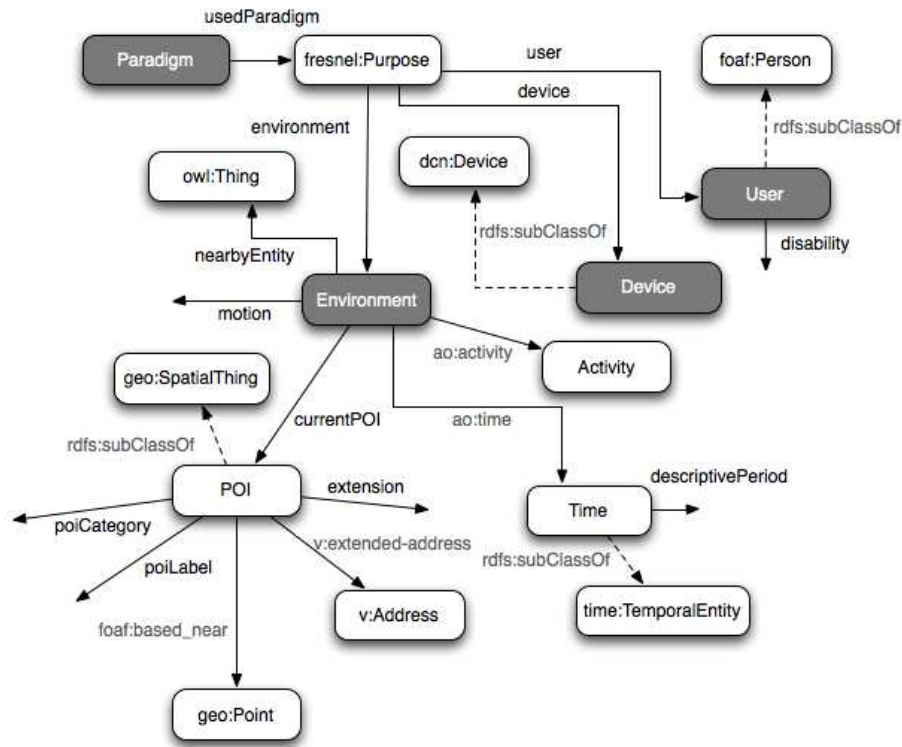 usedParadigm
Paradigm
fresnel:Purpose
user
foaf:Person
device
environment
rdfs:subClassOf
dcn:Device
owl:Thing
User
rdfs:subClassOf
disability
nearbyEntity
Environment
Device
motion
ao:activity
Activity
geo:SpatialThing
currentPOI
ao:time
rdfs:subClassOf
descriptivePeriod
POI
extension
Time
poiCategory
v:extended-address
rdfs:subClassOf
poiLabel
v:Address
time:TemporalEntity
foaf:based_near
geo:Point